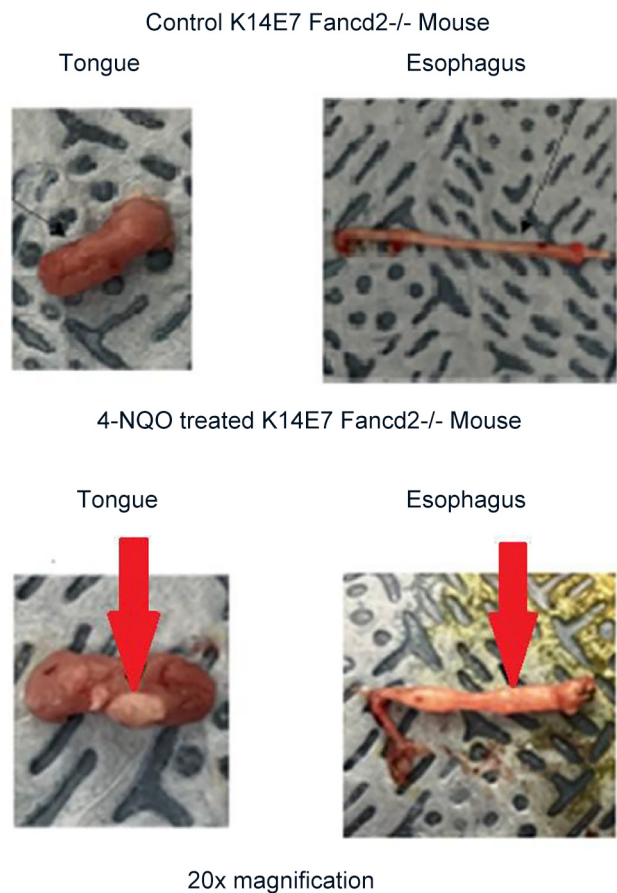 Control K14E7 Fancd2-/- Mouse
Tongue Esophagus
4-NQO treated K14E7 Fancd2-/- Mouse
Tongue Esophagus
20x magnification